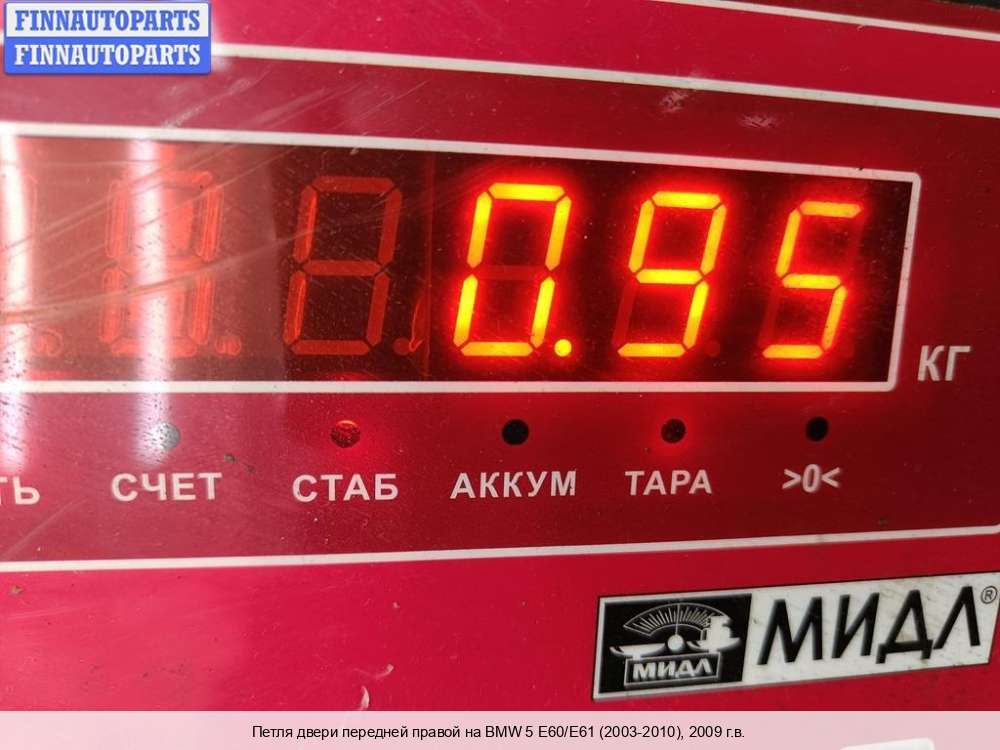 FINNAUTOPARTS
FINNAUTOPARTS
0.95
КГ
ТЬ СЧЕТ СТАБ АККУМ ТАРА >0<
МИДЛ МИДЛ®
Петля двери передней правой на BMW 5 E60/E61 (2003-2010), 2009 г.в.